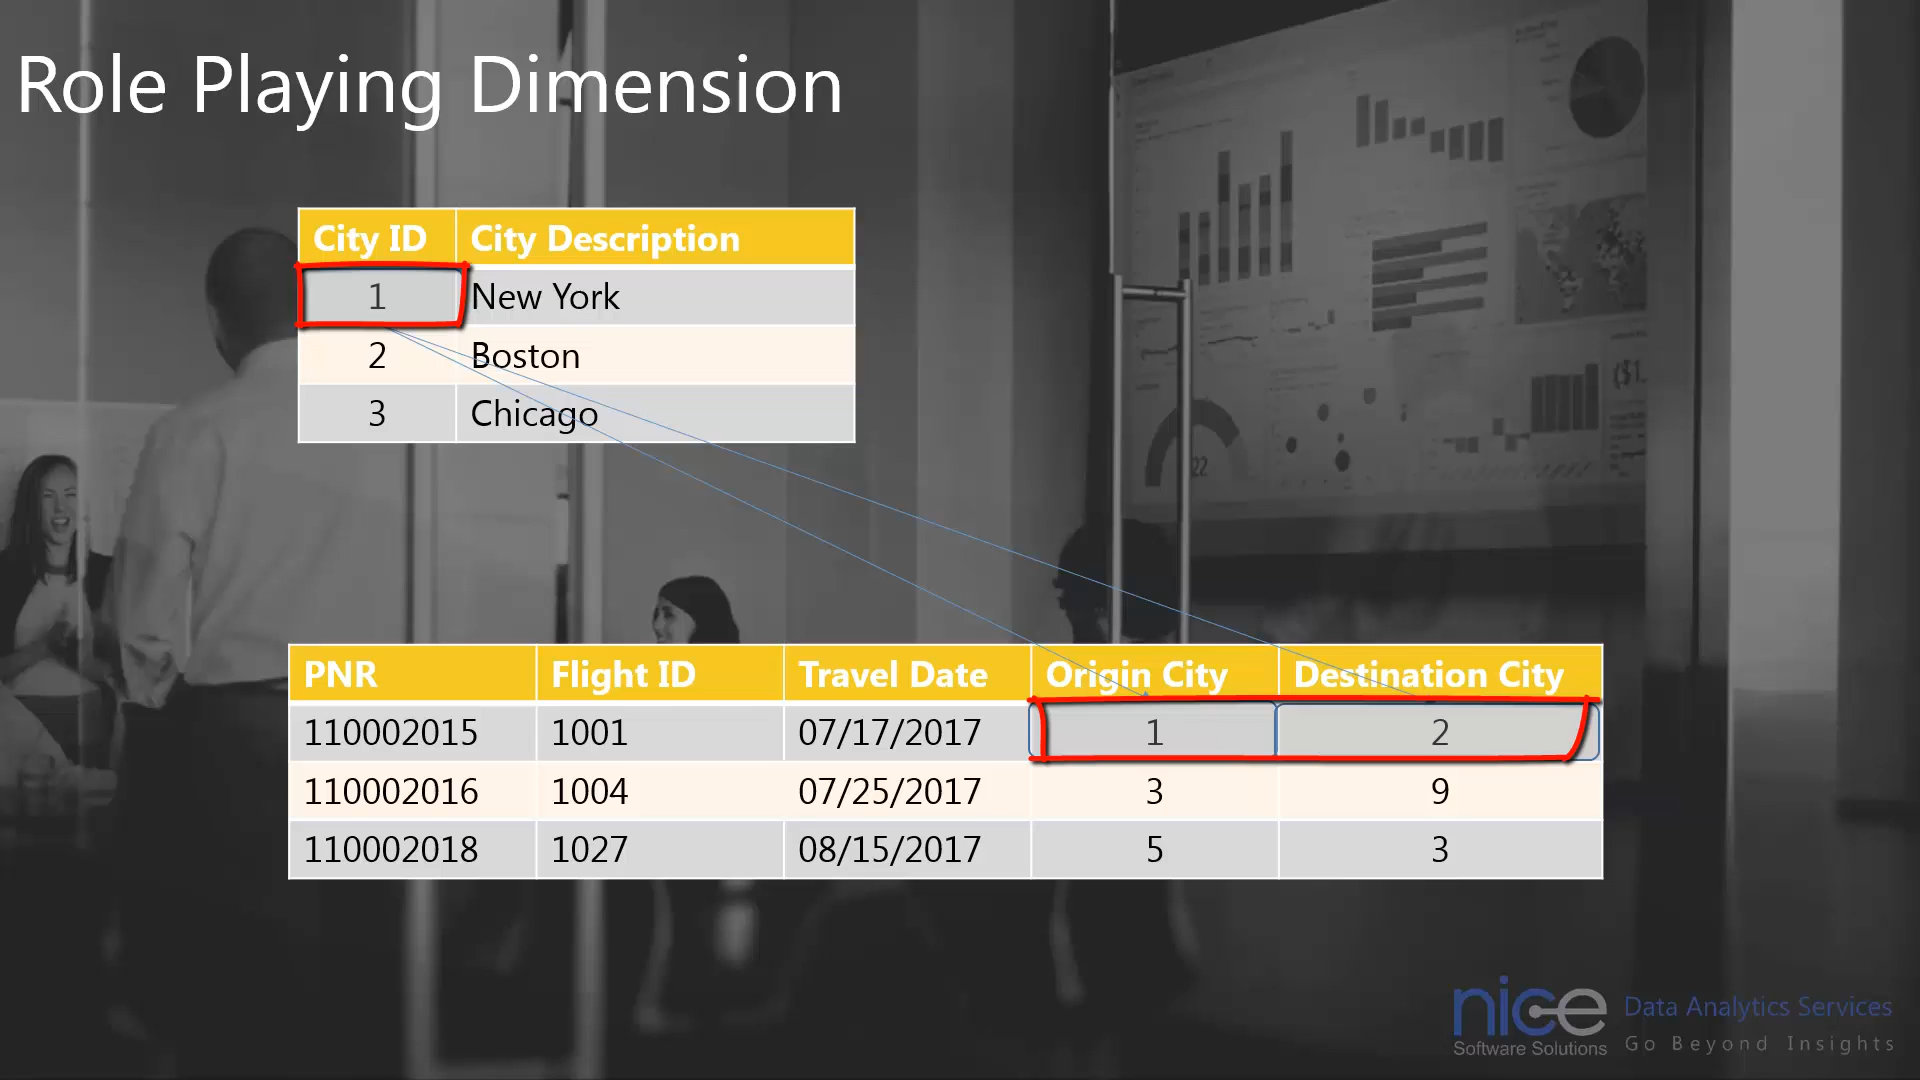 Role Playing Dimension
City ID City Description
1 New York
2 Boston
3 Chicago
PNR Flight ID Travel Date Origin City Destination City
110002015 1001 07/17/2017 1 2
110002016 1004 07/25/2017 3 9
110002018 1027 08/15/2017 5 3
($1.
22
nice Data Analytics Services
Software Solutions Go Beyond Insights